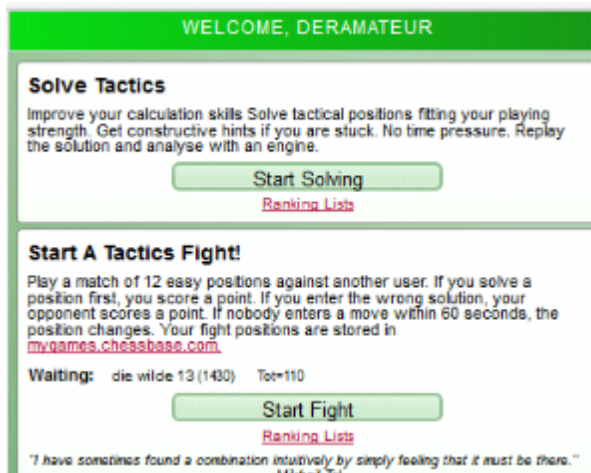 WELCOME, DERAMATEUR
Solve Tactics
Improve your calculation skills Solve tactical positions fitting your playing
strength. Get constructive hints if you are stuck. No time pressure. Replay
the solution and analyse with an engine.
Start Solving
Ranking Lists
Start A Tactics Fight!
Play a match of 12 easy positions against another user. If you solve a
position first, you score a point. If you enter the wrong solution, your
opponent scores a point. If nobody enters a move within 60 seconds, the
position changes. Your fight positions are stored in
mygames.chessbase.com.
Waiting: die wilde 13 (1430) Tot=110
Start Fight
Ranking Lists
"I have sometimes found a combination intuitively by simply feeling that it must be there."